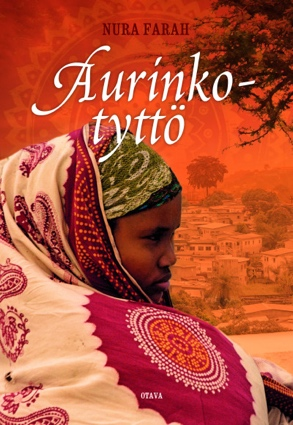 NURA FARAH
Aurinko-
tyttö
OTAVA